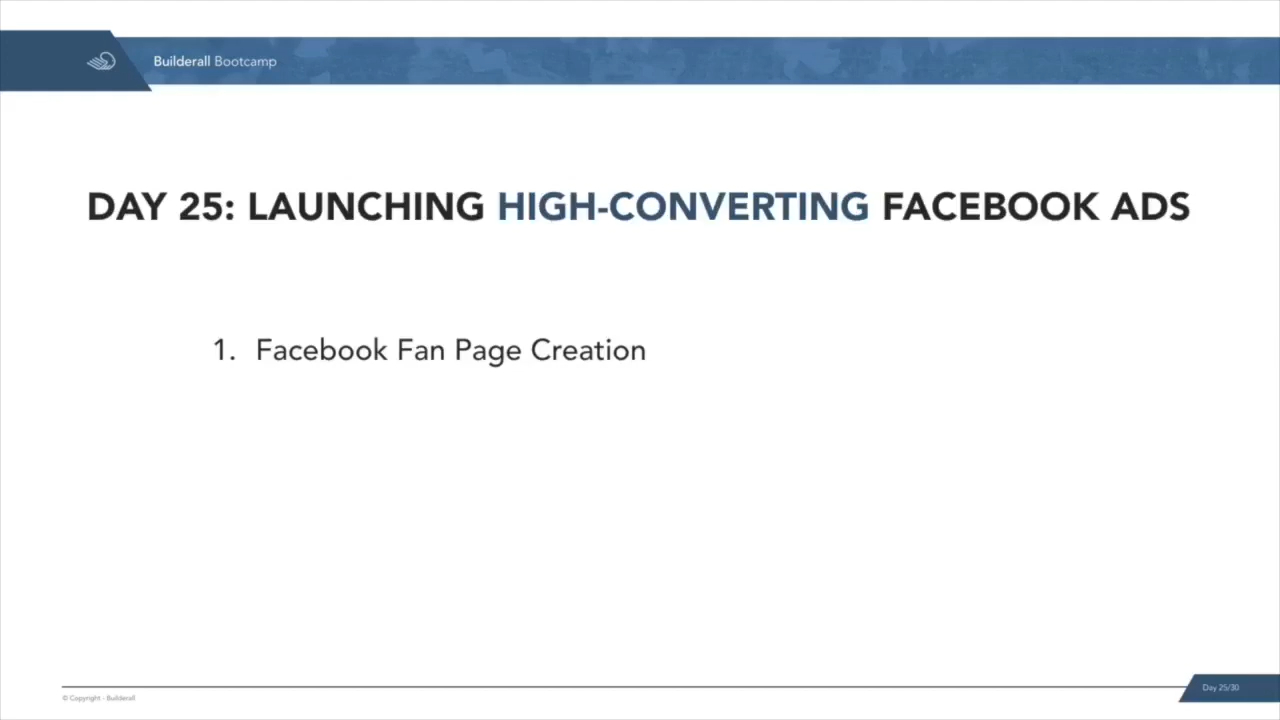 Builderall Bootcamp
DAY 25: LAUNCHING HIGH-CONVERTING FACEBOOK ADS
1. Facebook Fan Page Creation
© Copyright - Builderall
Day 25/30